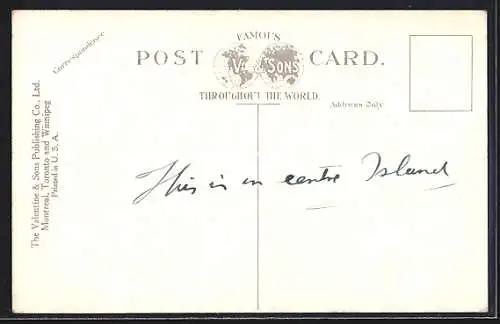 FAMOUS
POST CARD.
V. & SONS
THROUGHOUT THE WORLD.
Correspondence
Address Only
The Valentine & Sons Publishing Co., Ltd.
Montreal, Toronto and Winnipeg
Printed in U. S. A.
This is on centre Island